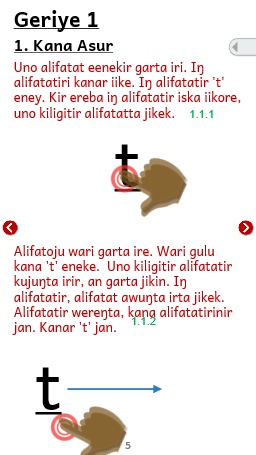 Geriye 1
1. Kana Asur
Uno alifatat eenekir garta iri. Iŋ
alifatatiri kanar iike. Iŋ alifatatir 't'
eney. Kir ereba iŋ alifatatir iska iikore,
uno kiligitir alifatatta jikek. 1.1.1
t
Alifatoju wari garta ire. Wari gulu
kana 't' eneke. Uno kiligitir alifatatir
kujuŋta irir, an garta jikin. Iŋ
alifatatir, alifatat awuŋta irta jikek.
Alifatatir wereŋta, kaŋ alifatatirinir
jan. Kanar 't' jan. 1.1.2
t
5